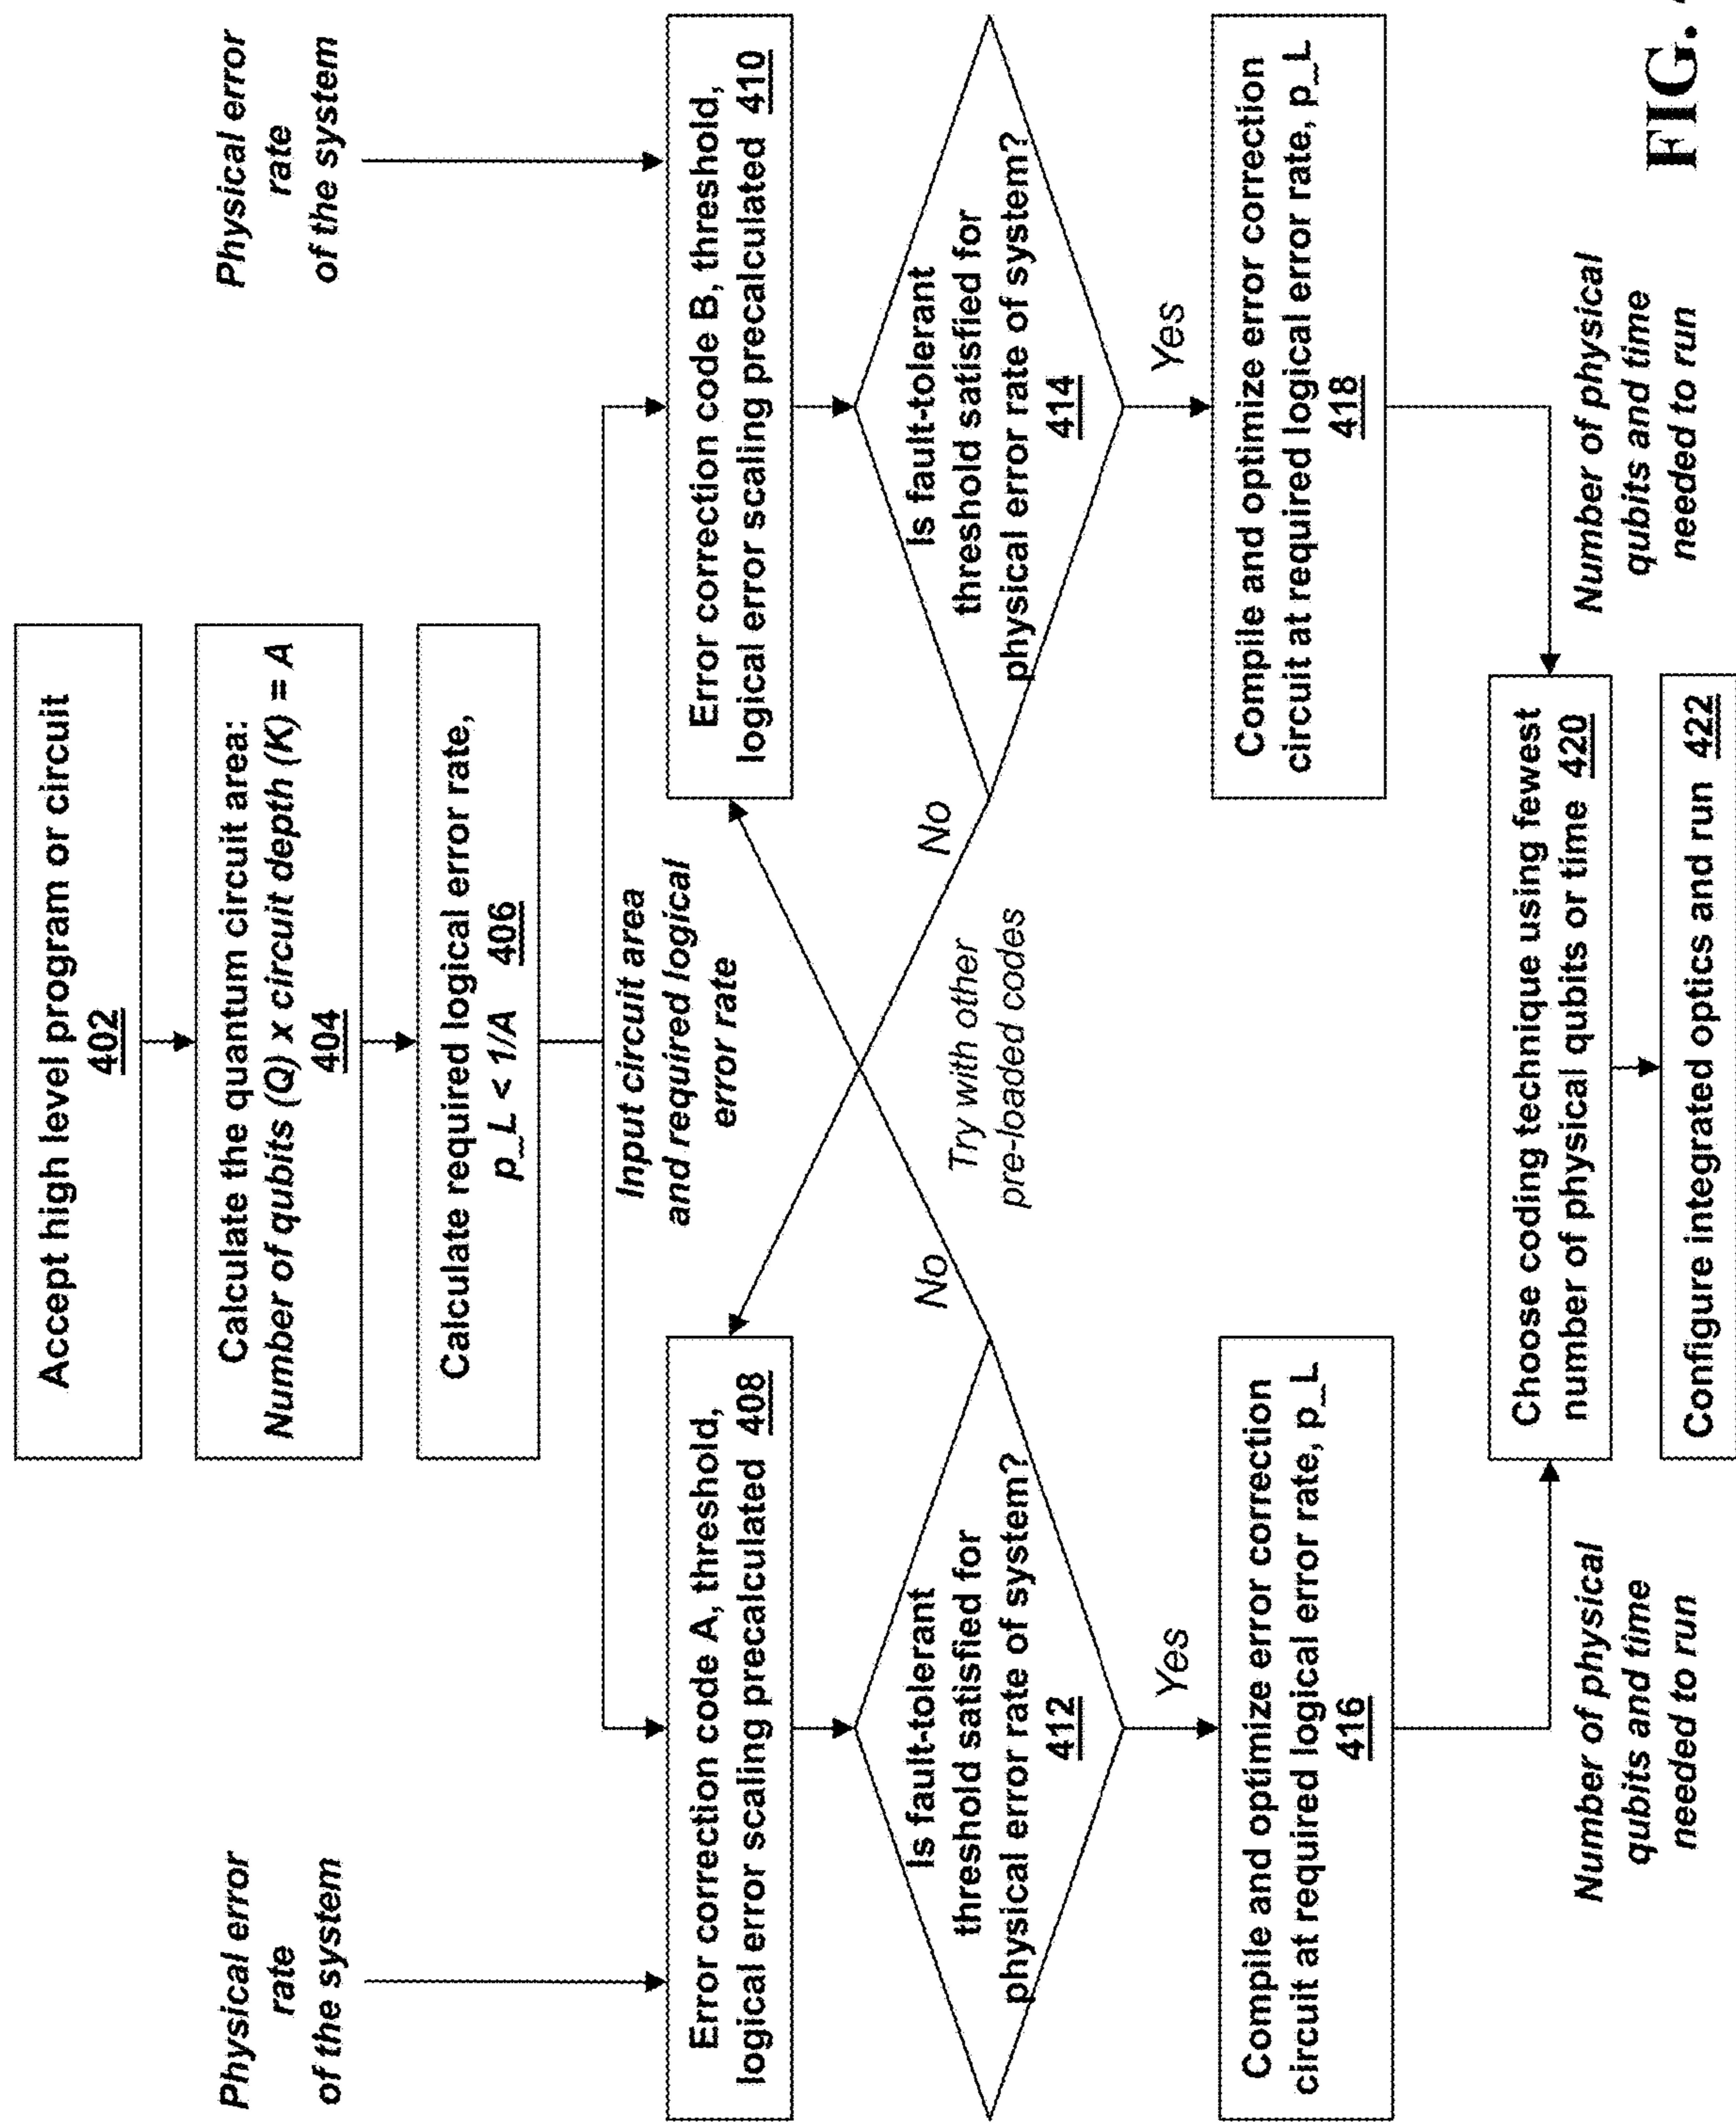 Accept high level program or circuit
402
Calculate the quantum circuit area:
Number of qubits (Q) x circuit depth (K) = A
404
Calculate required logical error rate,
p_L < 1/A 406
Physical error
rate
of the system
Physical error
rate
of the system
Input circuit area
and required logical
error rate
Error correction code A, threshold,
logical error scaling precalculated 408
Error correction code B, threshold,
logical error scaling precalculated 410
Is fault-tolerant
threshold satisfied for
physical error rate of system?
412
No
No
Try with other
pre-loaded codes
Is fault-tolerant
threshold satisfied for
physical error rate of system?
414
Yes
Yes
Compile and optimize error correction
circuit at required logical error rate, p_L
416
Compile and optimize error correction
circuit at required logical error rate, p_L
418
Number of physical
qubits and time
needed to run
Choose coding technique using fewest
number of physical qubits or time 420
Number of physical
qubits and time
needed to run
Configure integrated optics and run 422
FIG.